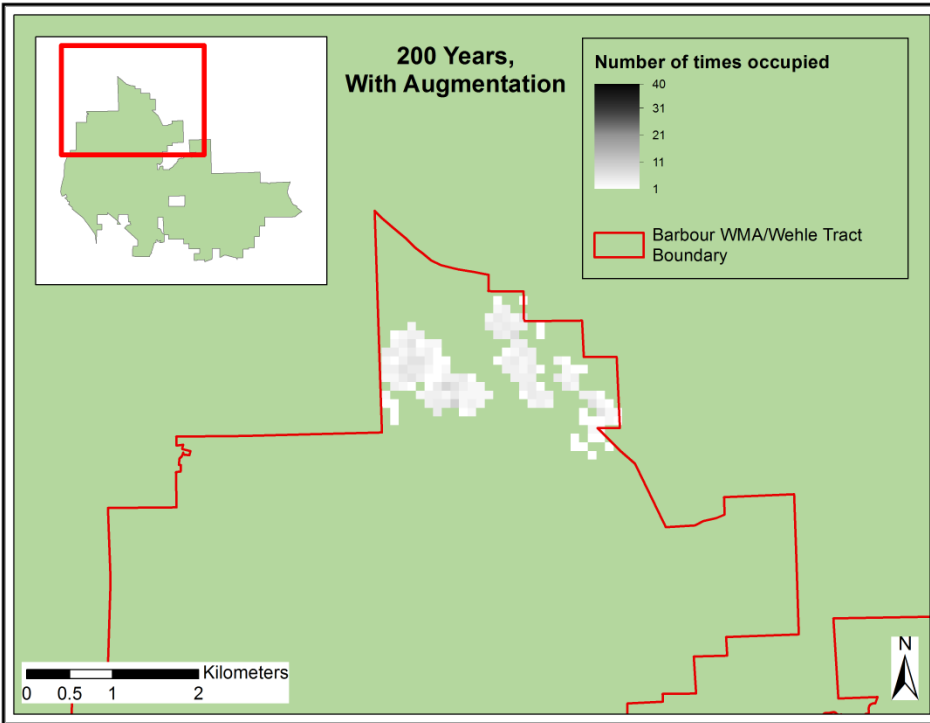 200 Years,
With Augmentation
Number of times occupied
40
31
21
11
1
Barbour WMA/Wehle Tract
Boundary
Kilometers
0 0.5 1 2
N